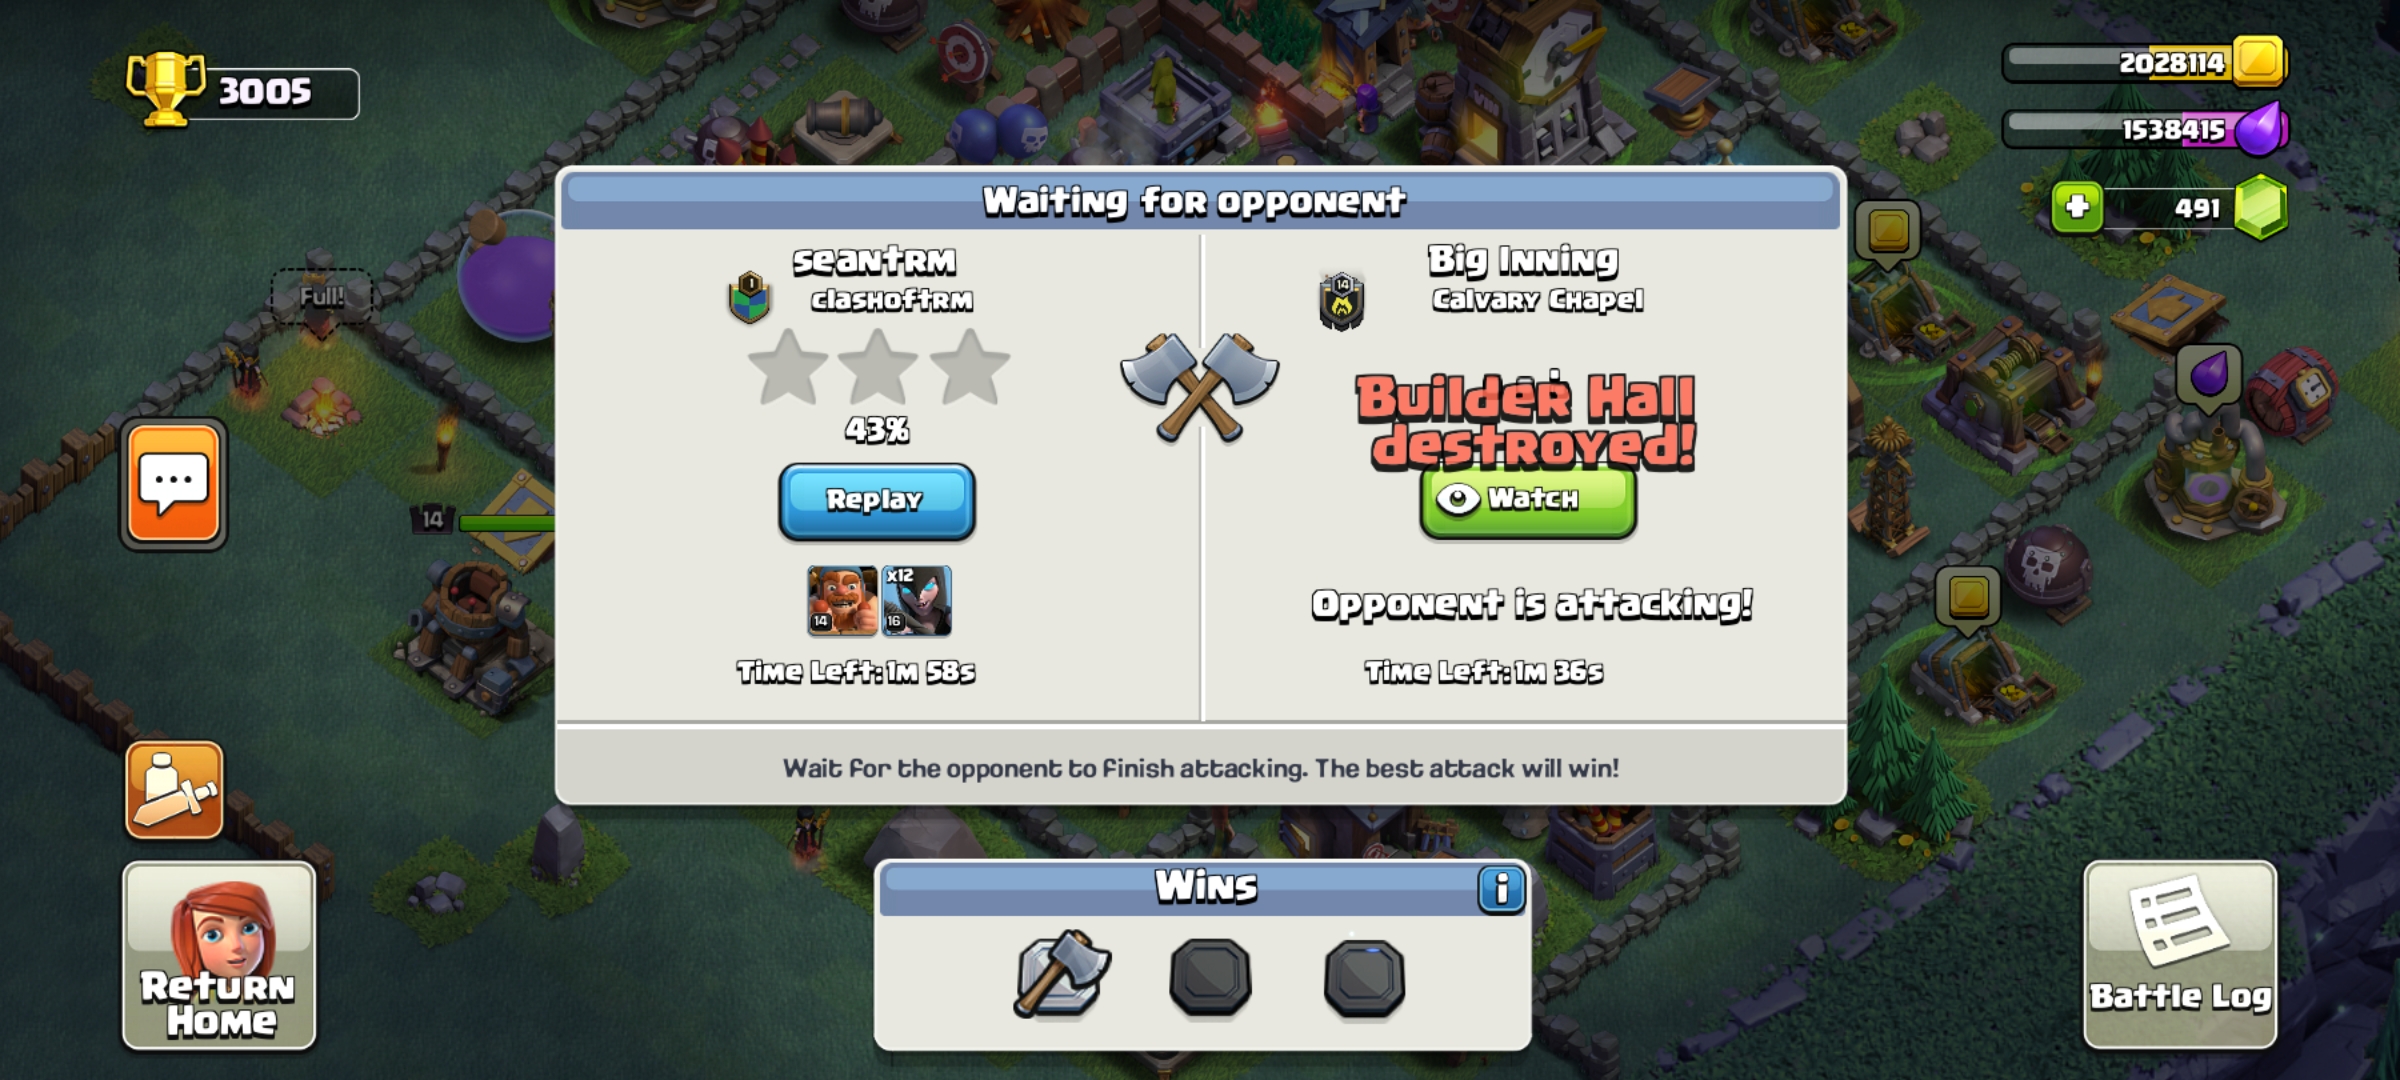 3005
2028114
1538415
491
Full!
14
Waiting for opponent
seantrm
1
clashoftrm
43%
Replay
14
x12
16
Time Left:1m 58s
Big Inning
14
Calvary Chapel
Builder Hall
destroyed!
Watch
Opponent is attacking!
Time Left:1m 36s
Wait for the opponent to finish attacking. The best attack will win!
Wins
i
Return
Home
Battle Log